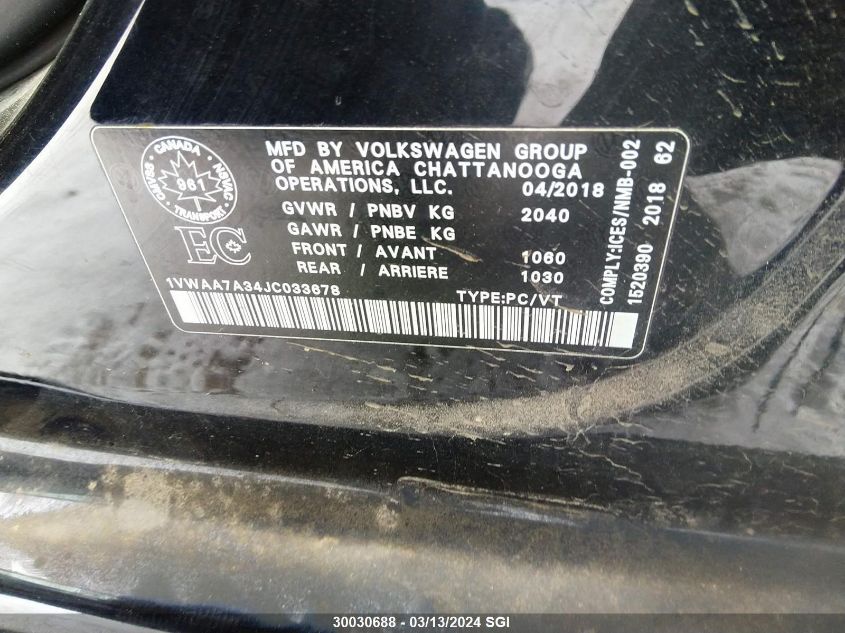 CANADA
CMVSS
NSVAC
961
TRANSPORT
EC
MFD BY VOLKSWAGEN GROUP
OF AMERICA CHATTANOOGA
OPERATIONS, LLC. 04/2018
GVWR / PNBV KG 2040
GAWR / PNBE KG
FRONT / AVANT 1060
REAR / ARRIERE 1030
1VWAA7A34JC033678 TYPE:PC/VT
COMPLY:ICES/NMB-002
1520390 2018 62
30030688 - 03/13/2024 SGI